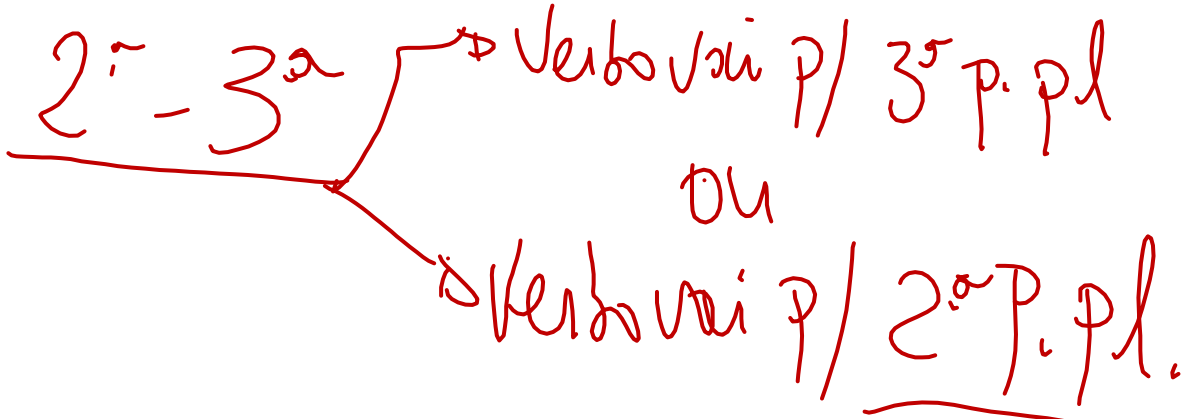 2ª - 3ª
Verbo vai p/ 3ª p. pl
ou
Verbo vai p/ 2ª p. pl.